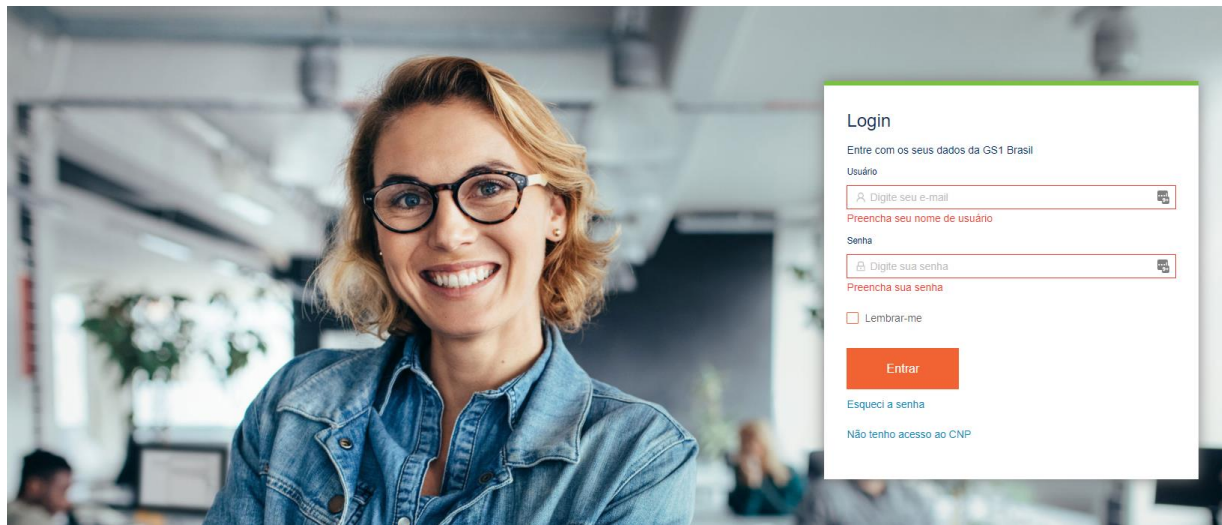 Login
Entre com os seus dados da GS1 Brasil
Usuário
Digite seu e-mail
Preencha seu nome de usuário
Senha
Digite sua senha
Preencha sua senha
Lembrar-me
Entrar
Esqueci a senha
Não tenho acesso ao CNP